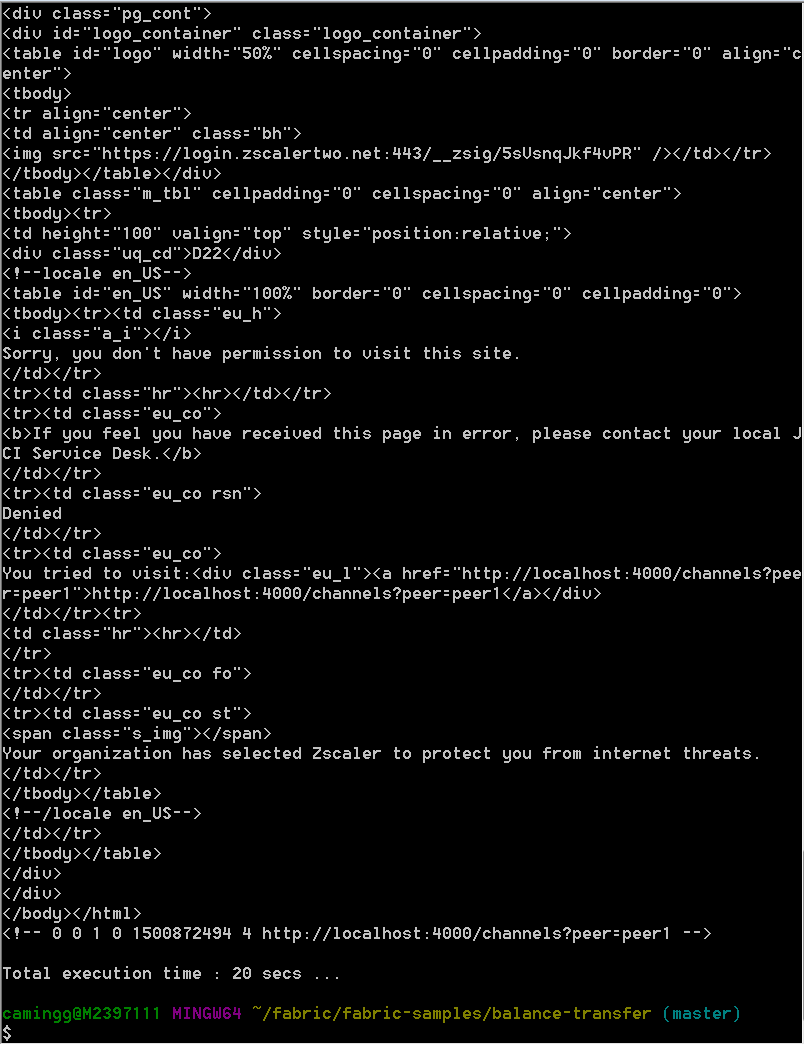 <div class="pg_cont">
<div id="logo_container" class="logo_container">
<table id="logo" width="50%" cellspacing="0" cellpadding="0" border="0" align="c
enter">
<tbody>
<tr align="center">
<td align="center" class="bh">
<img src="https://login.zscalertwo.net:443/__zsig/5sVsnqJkf4vPR" /></td></tr>
</tbody></table></div>
<table class="m_tbl" cellpadding="0" cellspacing="0" align="center">
<tbody><tr>
<td height="100" valign="top" style="position:relative;">
<div class="uq_cd">D22</div>
<!--locale en_US-->
<table id="en_US" width="100%" border="0" cellspacing="0" cellpadding="0">
<tbody><tr><td class="eu_h">
<i class="a_i"></i>
Sorry, you don't have permission to visit this site.
</td></tr>
<tr><td class="hr"><hr></td></tr>
<tr><td class="eu_co">
<b>If you feel you have received this page in error, please contact your local J
CI Service Desk.</b>
</td></tr>
<tr><td class="eu_co rsn">
Denied
</td></tr>
<tr><td class="eu_co">
You tried to visit:<div class="eu_l"><a href="http://localhost:4000/channels?pee
r=peer1">http://localhost:4000/channels?peer=peer1</a></div>
</td></tr><tr>
<td class="hr"><hr></td>
</tr>
<tr><td class="eu_co fo">
</td></tr>
<tr><td class="eu_co st">
<span class="s_img"></span>
Your organization has selected Zscaler to protect you from internet threats.
</td></tr>
</tbody></table>
<!--/locale en_US-->
</td></tr>
</tbody></table>
</div>
</div>
</body></html>
<!-- 0 0 1 0 1500872494 4 http://localhost:4000/channels?peer=peer1 -->
Total execution time : 20 secs ...
camingg@M2397111 MINGW64 ~/fabric/fabric-samples/balance-transfer (master)
$